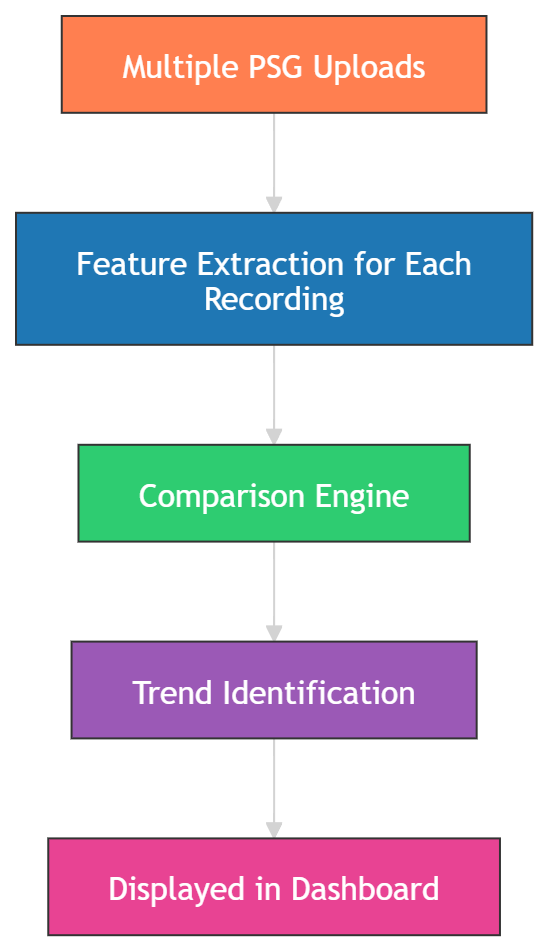 Multiple PSG Uploads
Feature Extraction for Each
Recording
Comparison Engine
Trend Identification
Displayed in Dashboard